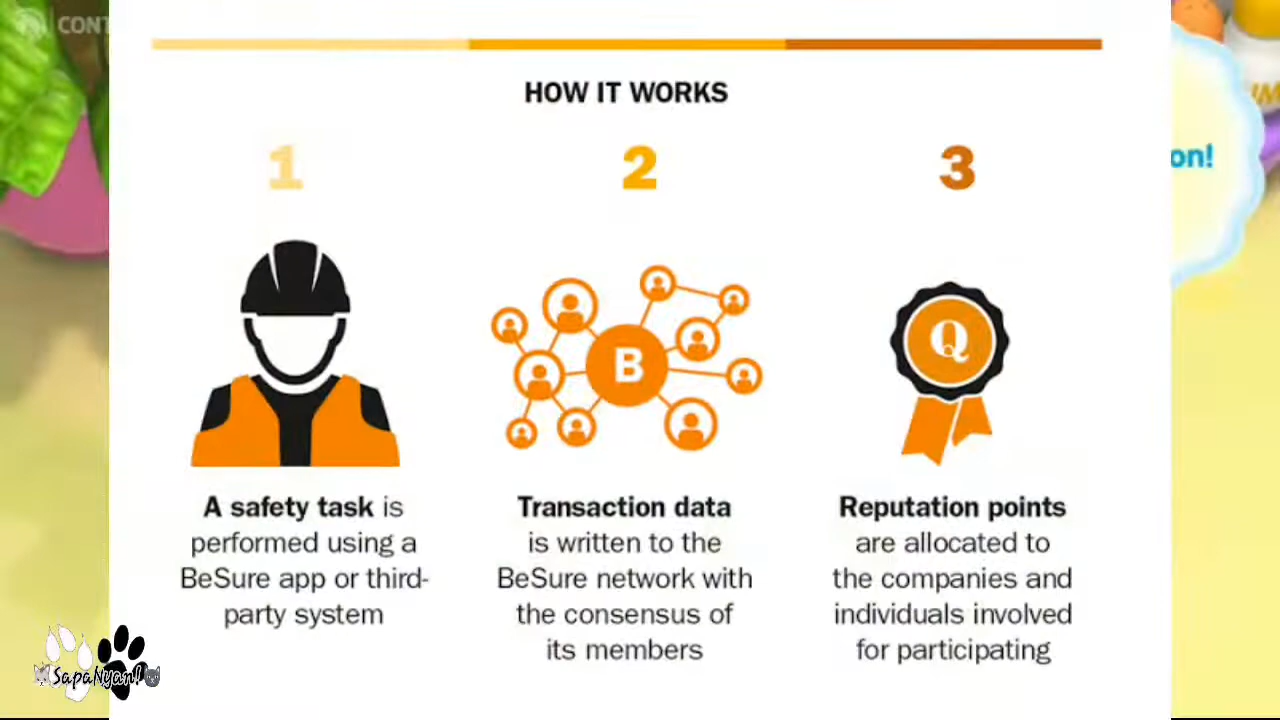 CONT
HOW IT WORKS
1
2
3
on!
B
Q
A safety task is
performed using a
BeSure app or third-
party system
Transaction data
is written to the
BeSure network with
the consensus of
its members
Reputation points
are allocated to
the companies and
individuals involved
for participating
SapaNyan!